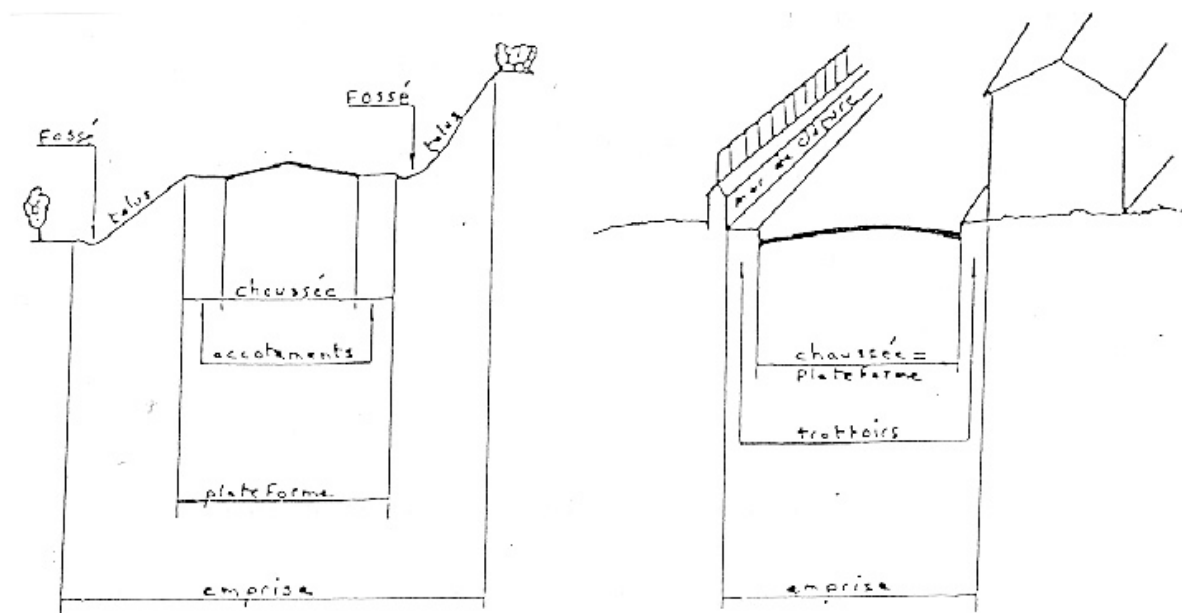 Fossé
Fossé
talus
talus
chaussée
accotements
plateforme
emprise
mur de clôture
chaussée =
plateforme
trottoirs
emprise